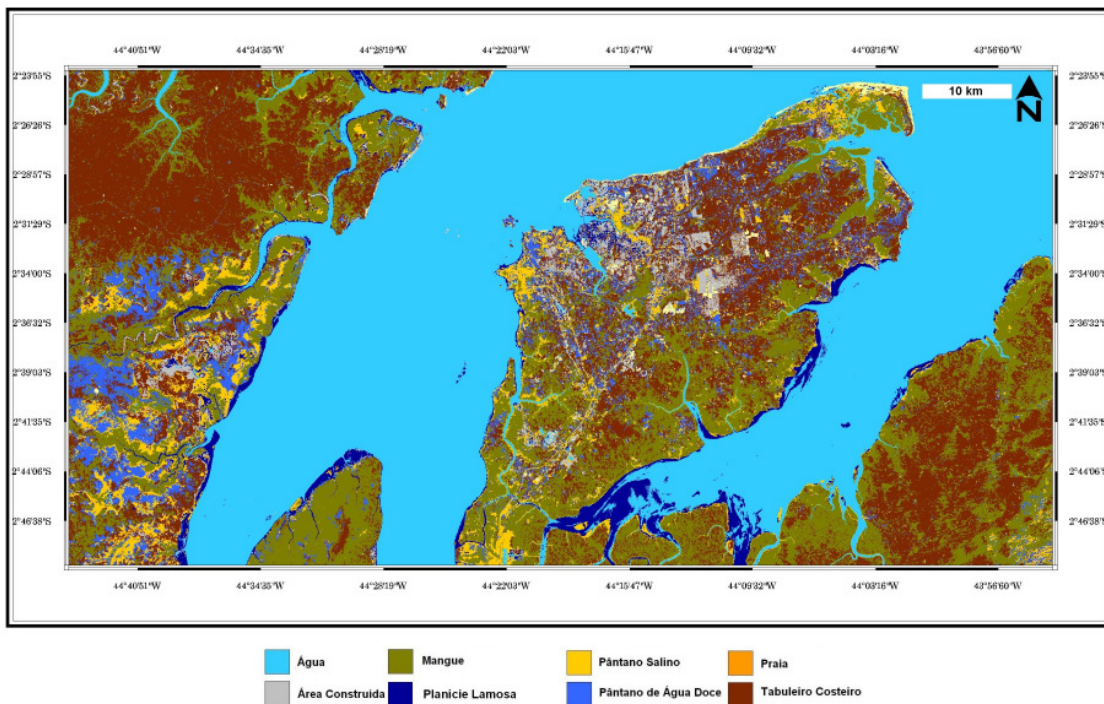 44°40'51"W 44°34'35"W 44°28'19"W 44°22'03"W 44°15'47"W 44°09'32"W 44°03'16"W 43°56'60"W
2°23'55"S 2°23'55"S
10 km
N
2°26'26"S 2°26'26"S
2°28'57"S 2°28'57"S
2°31'29"S 2°31'29"S
2°34'00"S 2°34'00"S
2°36'32"S 2°36'32"S
2°39'03"S 2°39'03"S
2°41'35"S 2°41'35"S
2°44'06"S 2°44'06"S
2°46'38"S 2°46'38"S
44°40'51"W 44°34'35"W 44°28'19"W 44°22'03"W 44°15'47"W 44°09'32"W 44°03'16"W 43°56'60"W
Água Mangue Pântano Salino Praia
Área Construida Planicie Lamosa Pântano de Água Doce Tabuleiro Costeiro